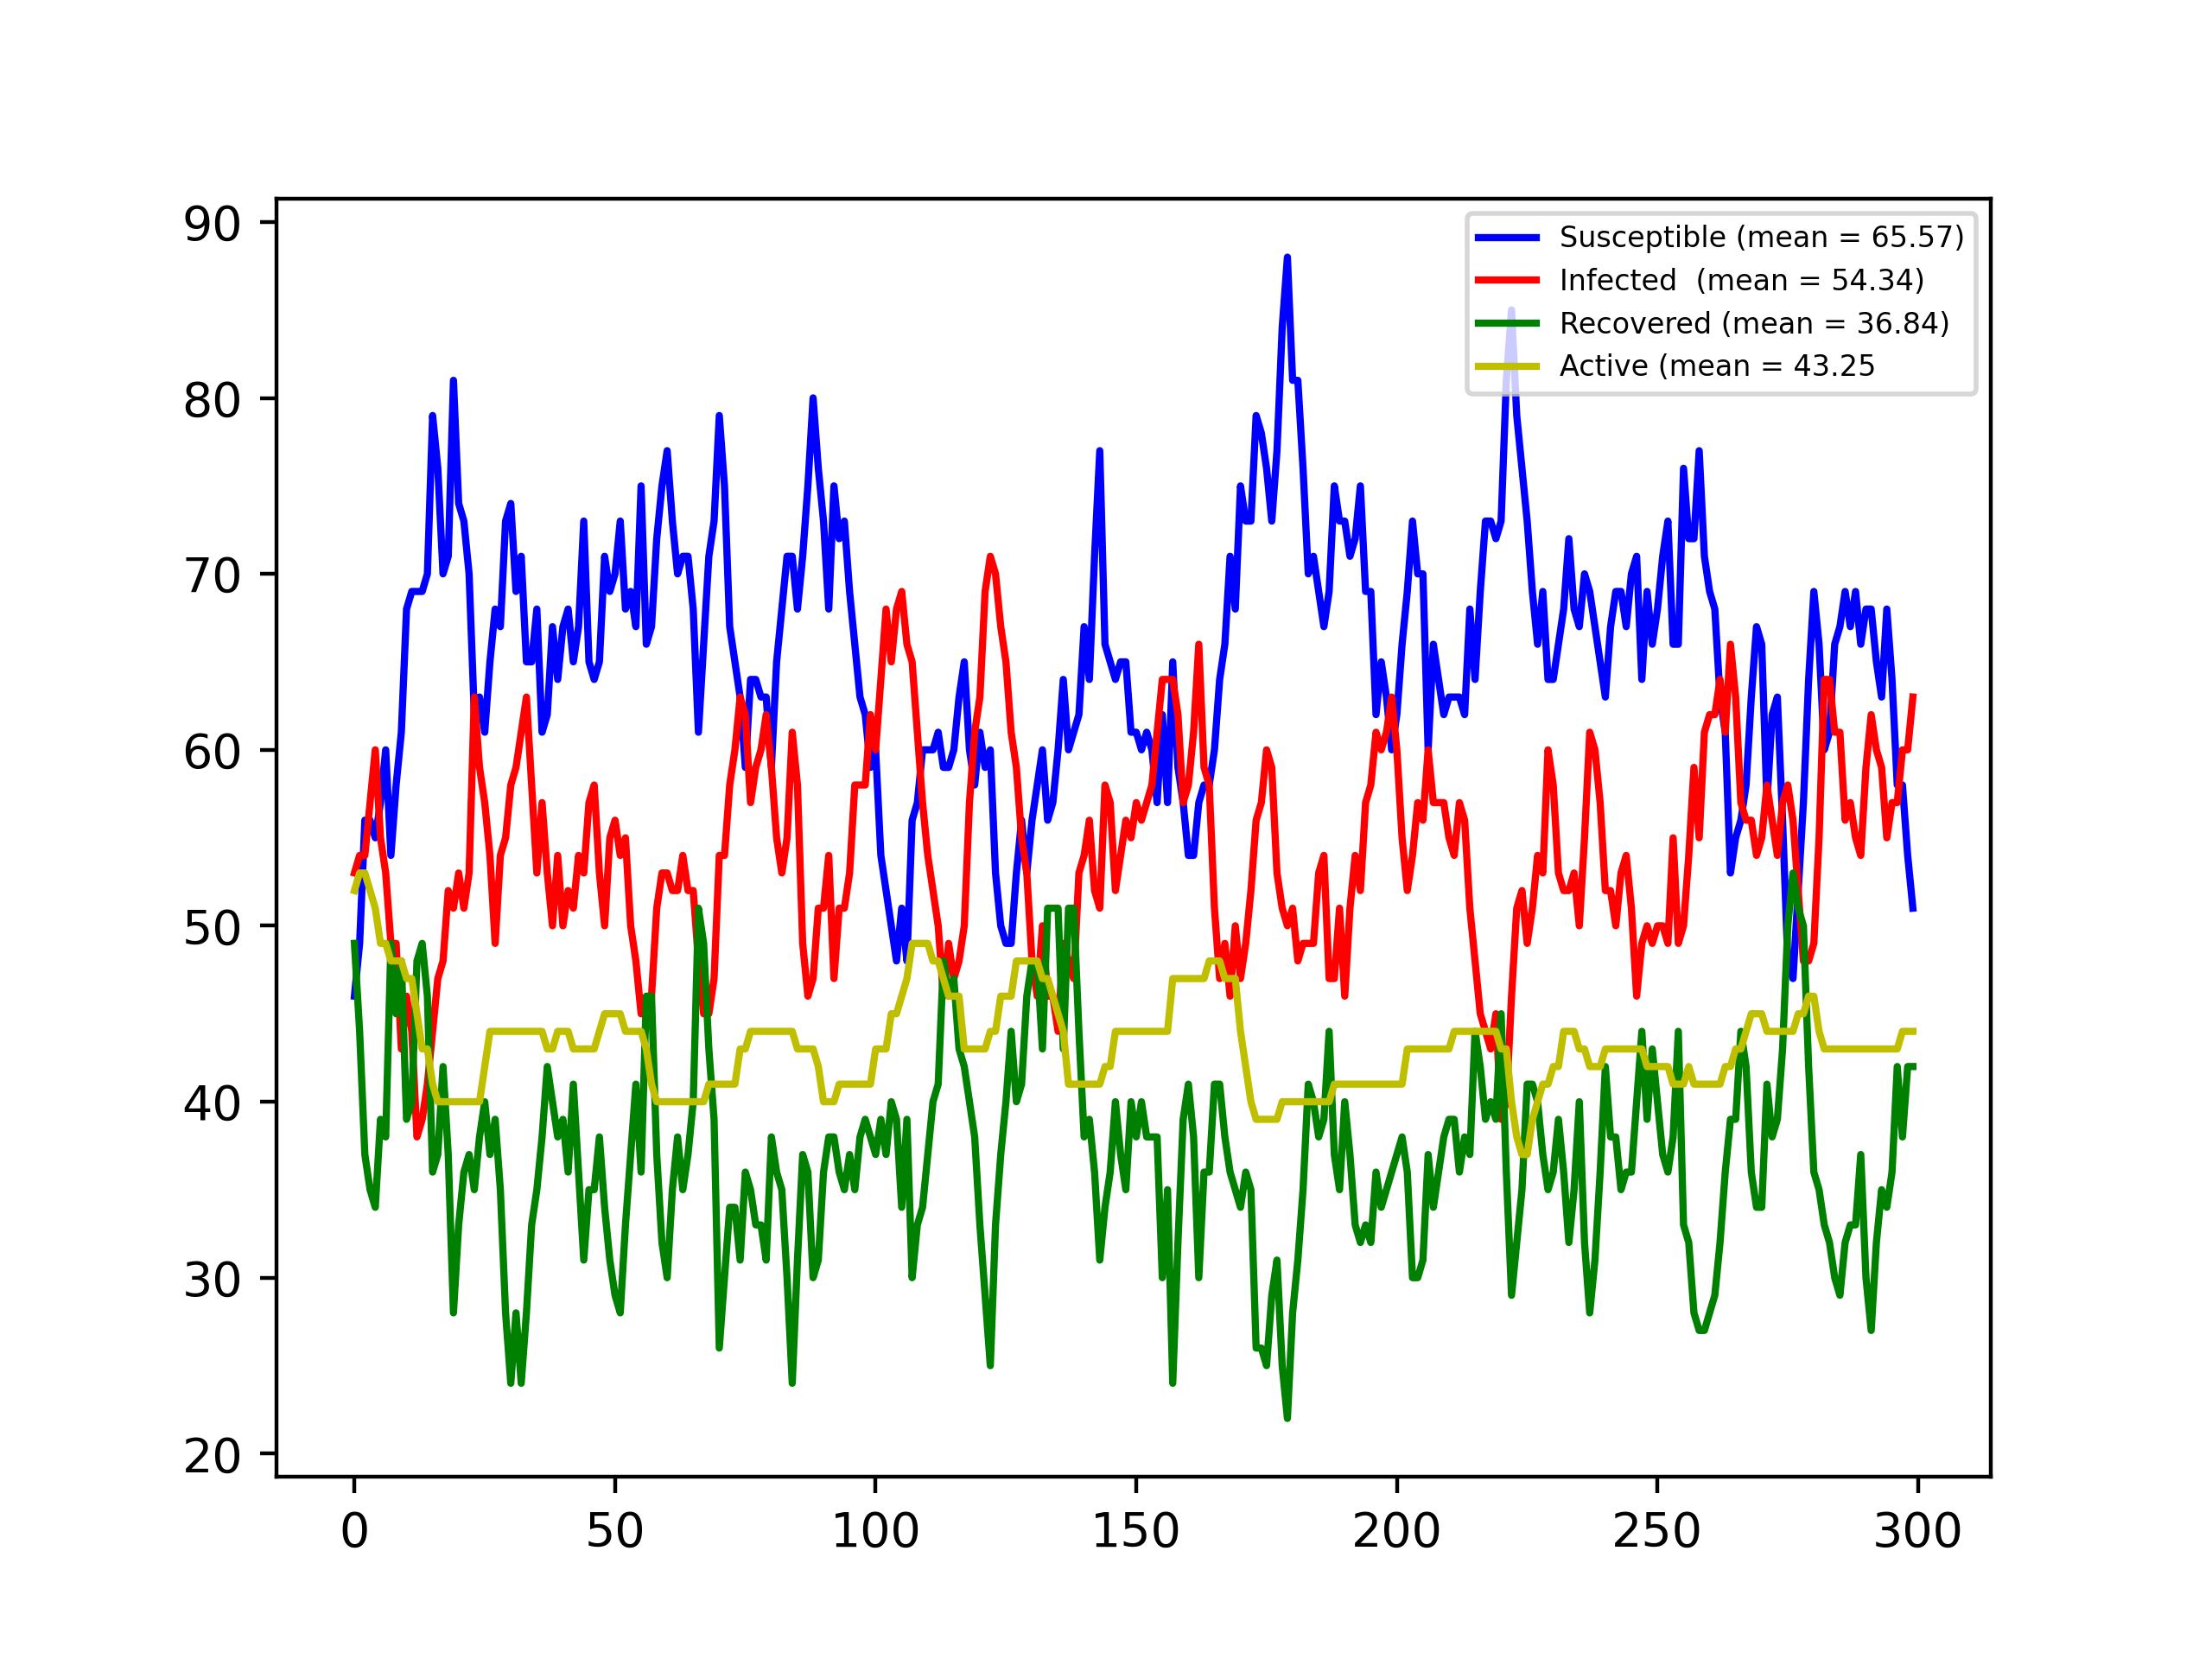 90
80
70
60
50
40
30
20
0 50 100 150 200 250 300
Susceptible (mean = 65.57)
Infected  (mean = 54.34)
Recovered (mean = 36.84)
Active (mean = 43.25